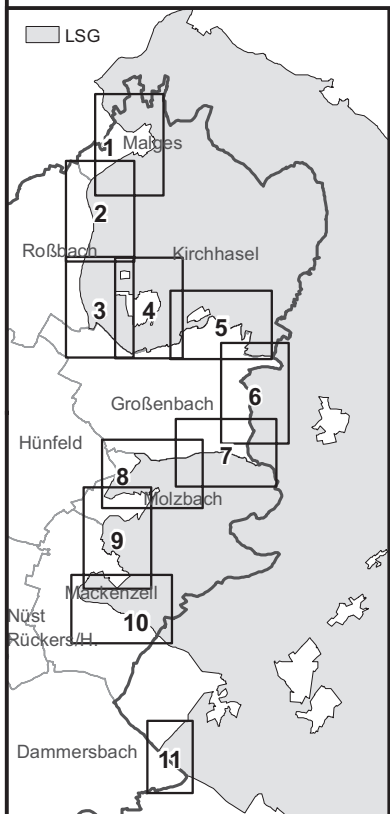 LSG
1
Malges
2
Roßbach
Kirchhasel
3
4
5
6
Großenbach
Hünfeld
7
8
Molzbach
9
Mackenzell
Nüst
10
Rückers/H.
Dammersbach
11